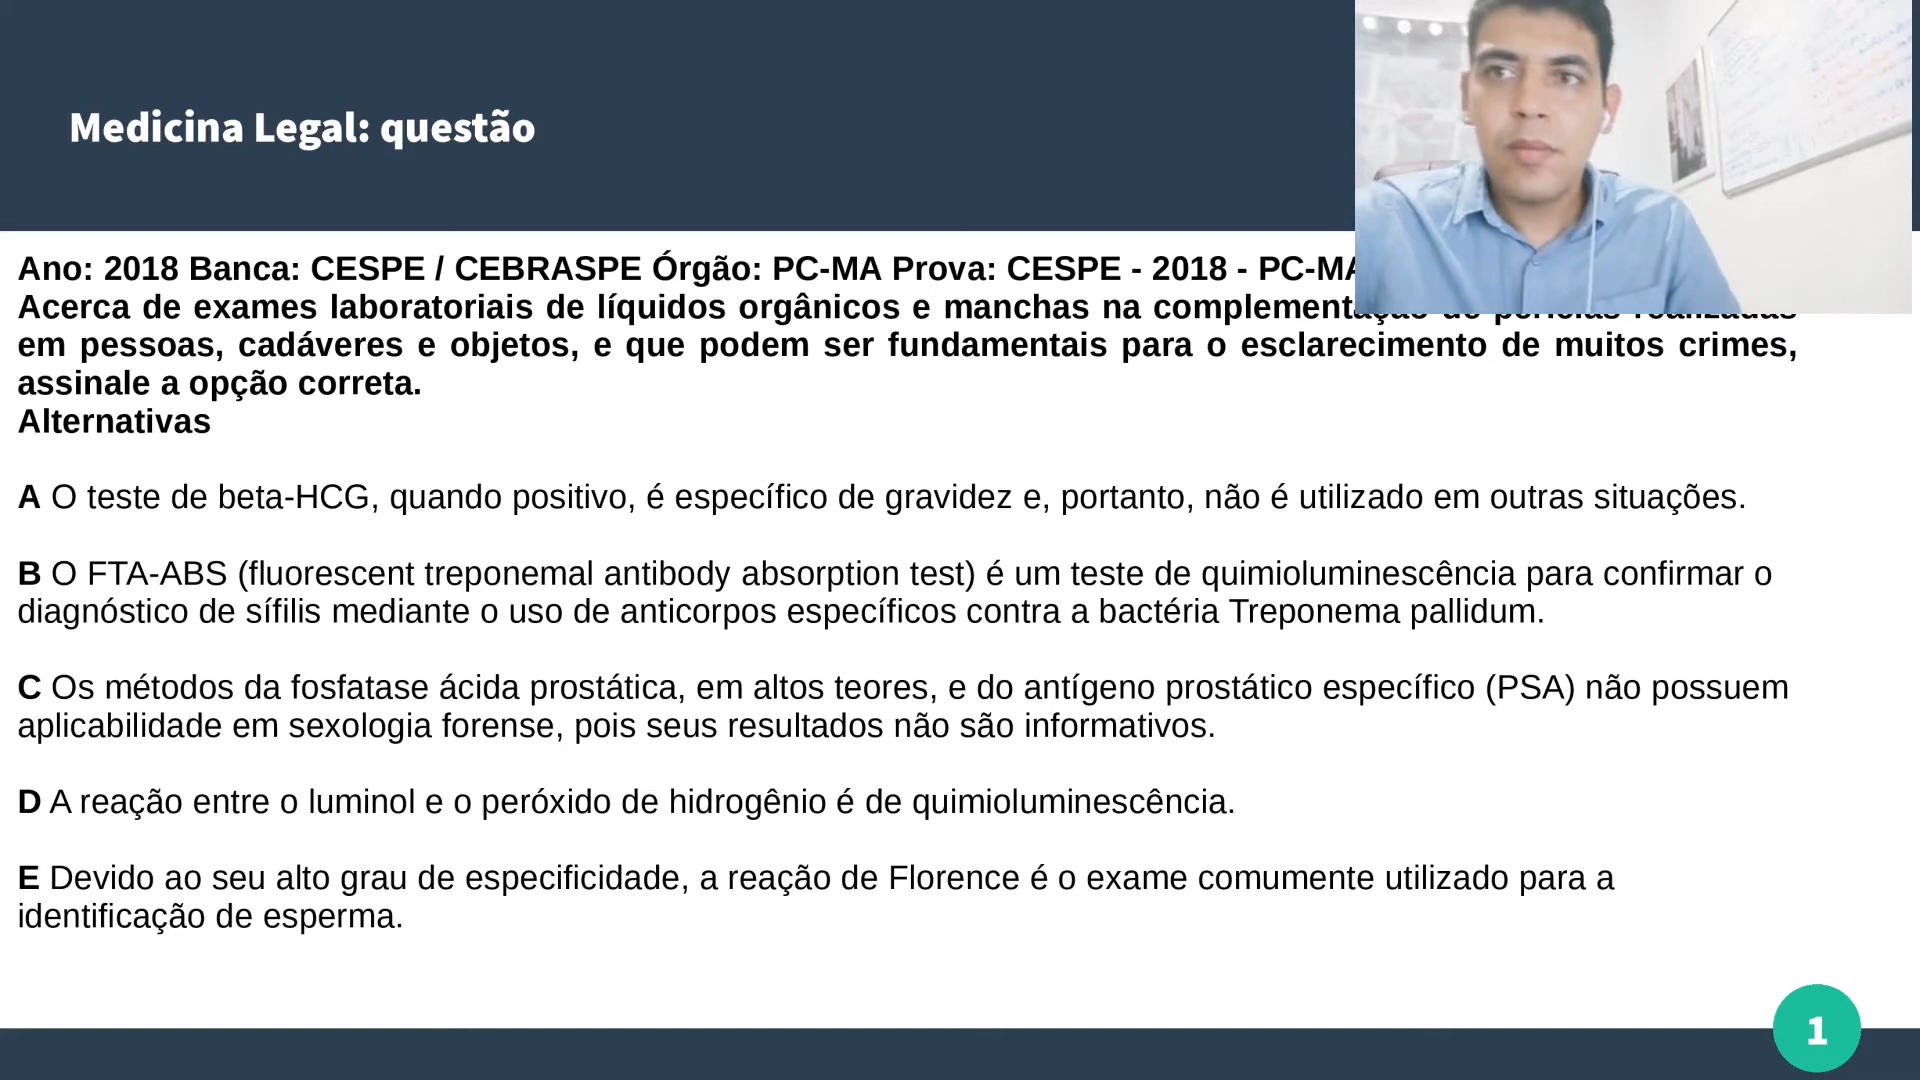 Medicina Legal: questão
Ano: 2018 Banca: CESPE / CEBRASPE Órgão: PC-MA Prova: CESPE - 2018 - PC-MA
Acerca de exames laboratoriais de líquidos orgânicos e manchas na complementação de perícias realizadas
em pessoas, cadáveres e objetos, e que podem ser fundamentais para o esclarecimento de muitos crimes,
assinale a opção correta.
Alternativas
A O teste de beta-HCG, quando positivo, é específico de gravidez e, portanto, não é utilizado em outras situações.
B O FTA-ABS (fluorescent treponemal antibody absorption test) é um teste de quimioluminescência para confirmar o
diagnóstico de sífilis mediante o uso de anticorpos específicos contra a bactéria Treponema pallidum.
C Os métodos da fosfatase ácida prostática, em altos teores, e do antígeno prostático específico (PSA) não possuem
aplicabilidade em sexologia forense, pois seus resultados não são informativos.
D A reação entre o luminol e o peróxido de hidrogênio é de quimioluminescência.
E Devido ao seu alto grau de especificidade, a reação de Florence é o exame comumente utilizado para a
identificação de esperma.
1